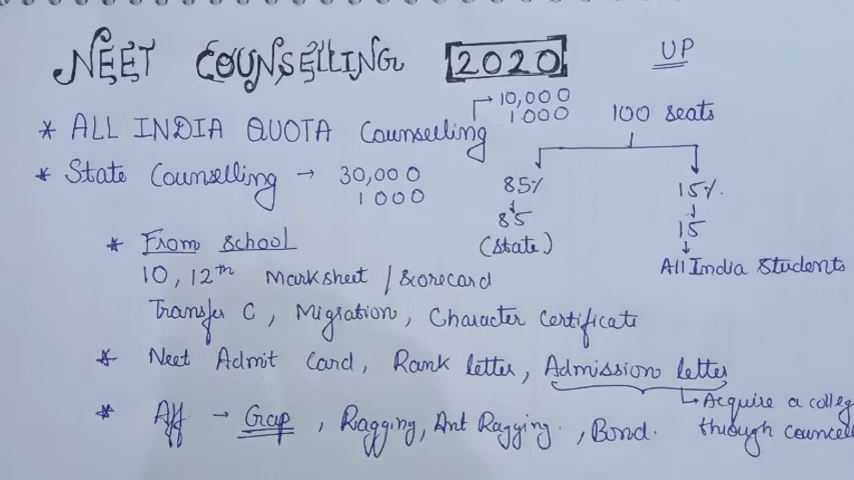 NEET COUNSELLING 2020 UP
10,000
1000
100 seats
* ALL INDIA QUOTA Counselling
* State Counselling → 30,000
1000
85%
85
(State)
15%.
15
All India Students
* From school
10, 12th Marksheet / scorecard
Transfer C, Migration, Character Certificate
* Neet Admit Card, Rank letter, Admission letter
Acquire a colleg
through councell
* Aff → Gap, Ragging, Ant Ragging, Bond.